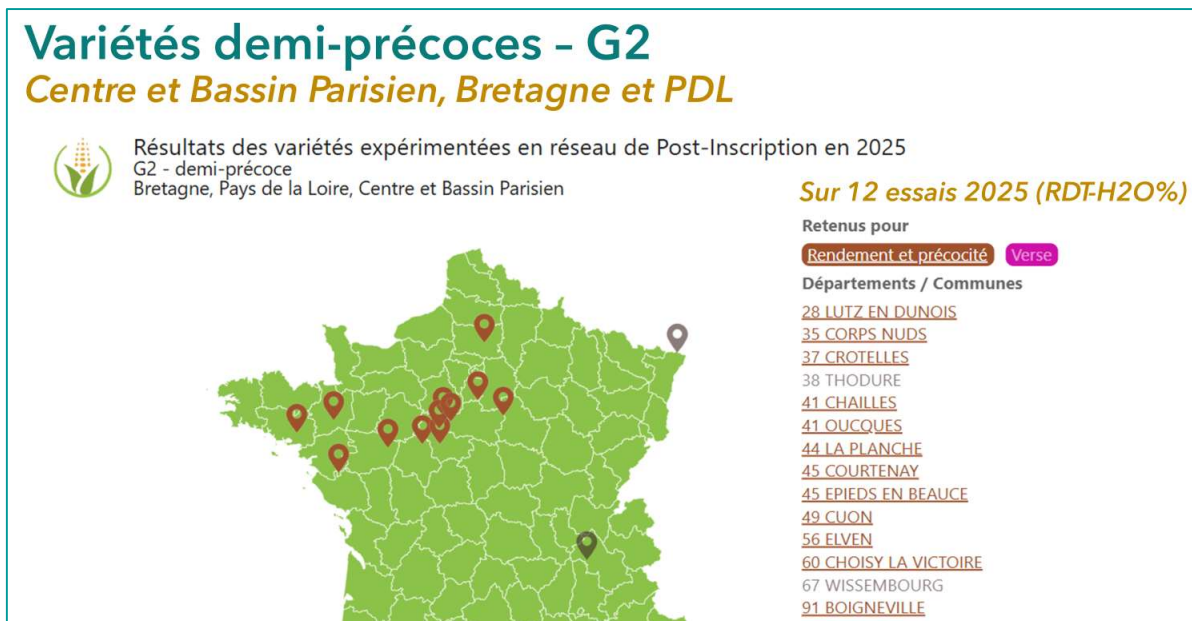 Variétés demi-précoces – G2
Centre et Bassin Parisien, Bretagne et PDL
Résultats des variétés expérimentées en réseau de Post-Inscription en 2025
G2 - demi-précoce
Bretagne, Pays de la Loire, Centre et Bassin Parisien
Sur 12 essais 2025 (RDT-H2O%)
Retenus pour
Rendement et précocité Verse
Départements / Communes
28 LUTZ EN DUNOIS
35 CORPS NUDS
37 CROTELLES
38 THODURE
41 CHAILLES
41 OUCQUES
44 LA PLANCHE
45 COURTENAY
45 EPIEDS EN BEAUCE
49 CUON
56 ELVEN
60 CHOISY LA VICTOIRE
67 WISSEMBOURG
91 BOIGNEVILLE